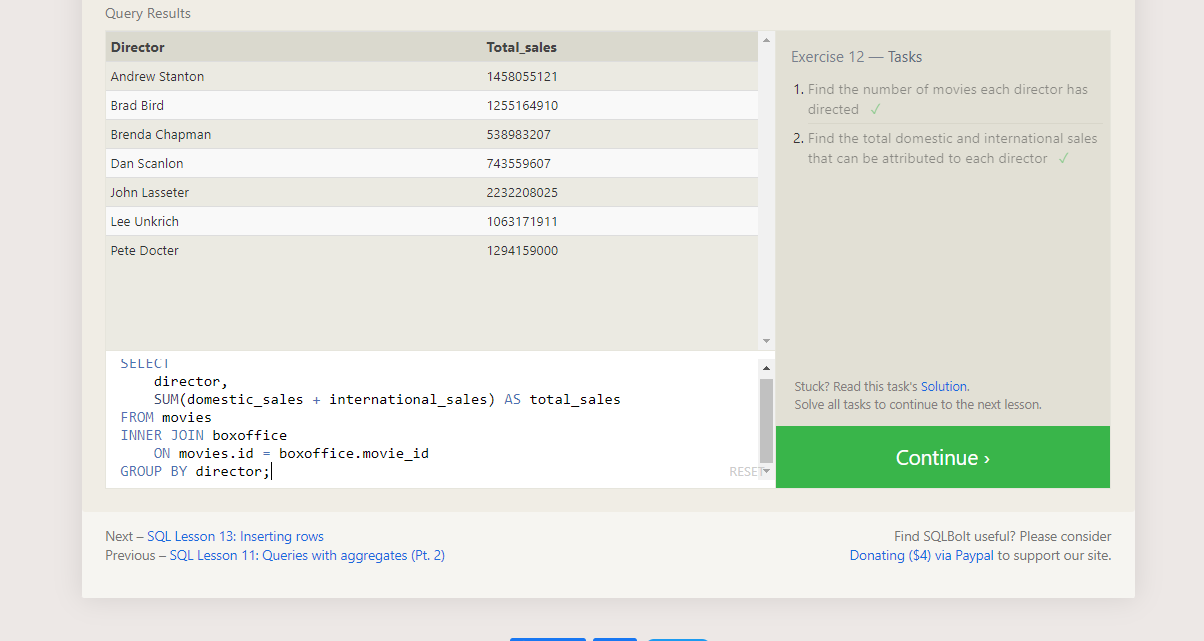 Query Results
Director Total_sales
Andrew Stanton 1458055121
Brad Bird 1255164910
Brenda Chapman 538983207
Dan Scanlon 743559607
John Lasseter 2232208025
Lee Unkrich 1063171911
Pete Docter 1294159000
SELECT
director,
SUM(domestic_sales + international_sales) AS total_sales
FROM movies
INNER JOIN boxoffice
ON movies.id = boxoffice.movie_id
GROUP BY director;
RESET
Exercise 12 — Tasks
1. Find the number of movies each director has
directed ✓
2. Find the total domestic and international sales
that can be attributed to each director ✓
Stuck? Read this task's Solution.
Solve all tasks to continue to the next lesson.
Continue ›
Next – SQL Lesson 13: Inserting rows
Previous – SQL Lesson 11: Queries with aggregates (Pt. 2)
Find SQLBolt useful? Please consider
Donating ($4) via Paypal to support our site.